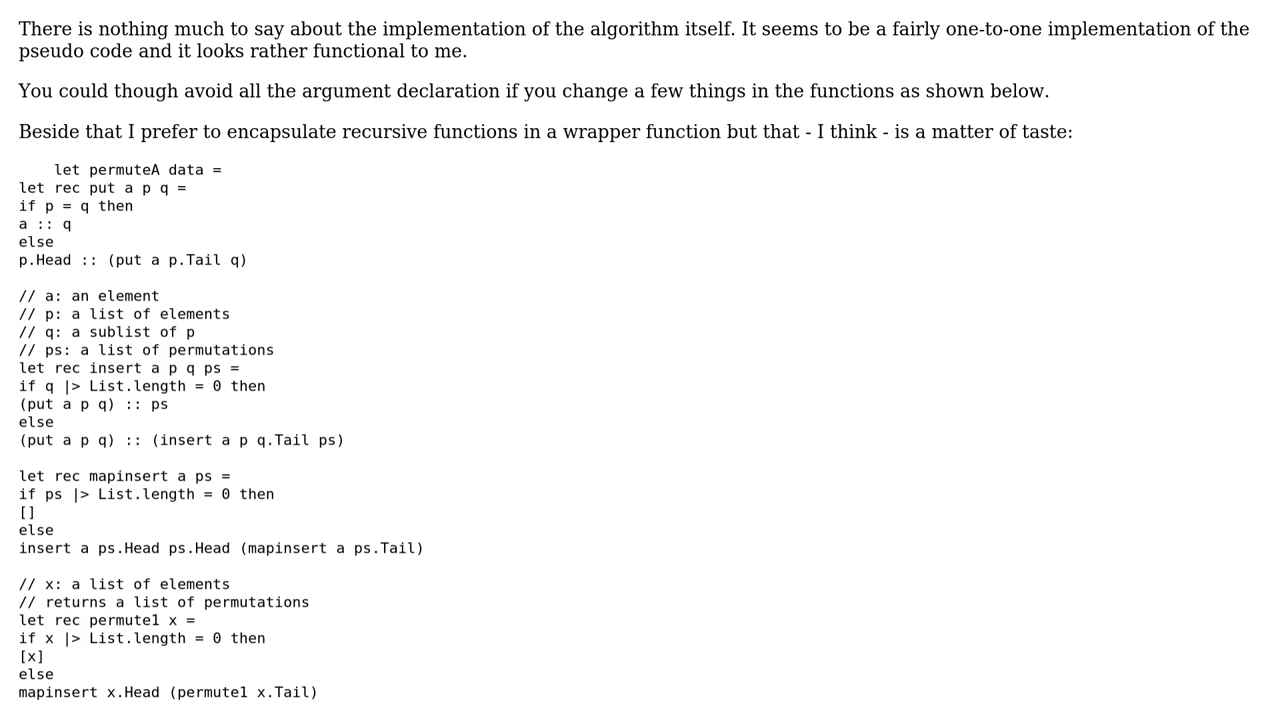 There is nothing much to say about the implementation of the algorithm itself. It seems to be a fairly one-to-one implementation of the
pseudo code and it looks rather functional to me.
You could though avoid all the argument declaration if you change a few things in the functions as shown below.
Beside that I prefer to encapsulate recursive functions in a wrapper function but that - I think - is a matter of taste:
let permuteA data =
let rec put a p q =
if p = q then
a :: q
else
p.Head :: (put a p.Tail q)
// a: an element
// p: a list of elements
// q: a sublist of p
// ps: a list of permutations
let rec insert a p q ps =
if q |> List.length = 0 then
(put a p q) :: ps
else
(put a p q) :: (insert a p q.Tail ps)
let rec mapinsert a ps =
if ps |> List.length = 0 then
[]
else
insert a ps.Head ps.Head (mapinsert a ps.Tail)
// x: a list of elements
// returns a list of permutations
let rec permute1 x =
if x |> List.length = 0 then
[x]
else
mapinsert x.Head (permute1 x.Tail)